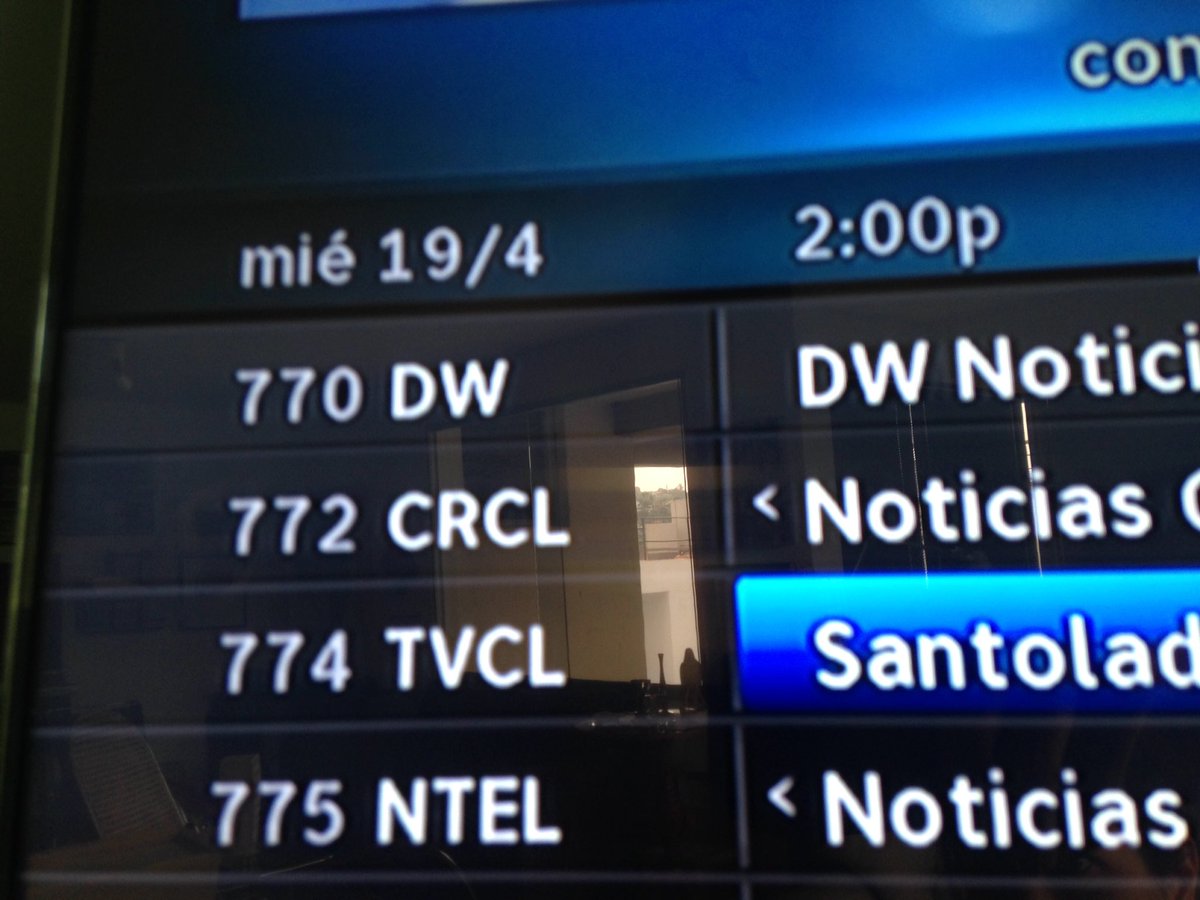 con
mié 19/4 2:00p
770 DW DW Notici
772 CRCL < Noticias
774 TVCL Santolad
775 NTEL < Noticias